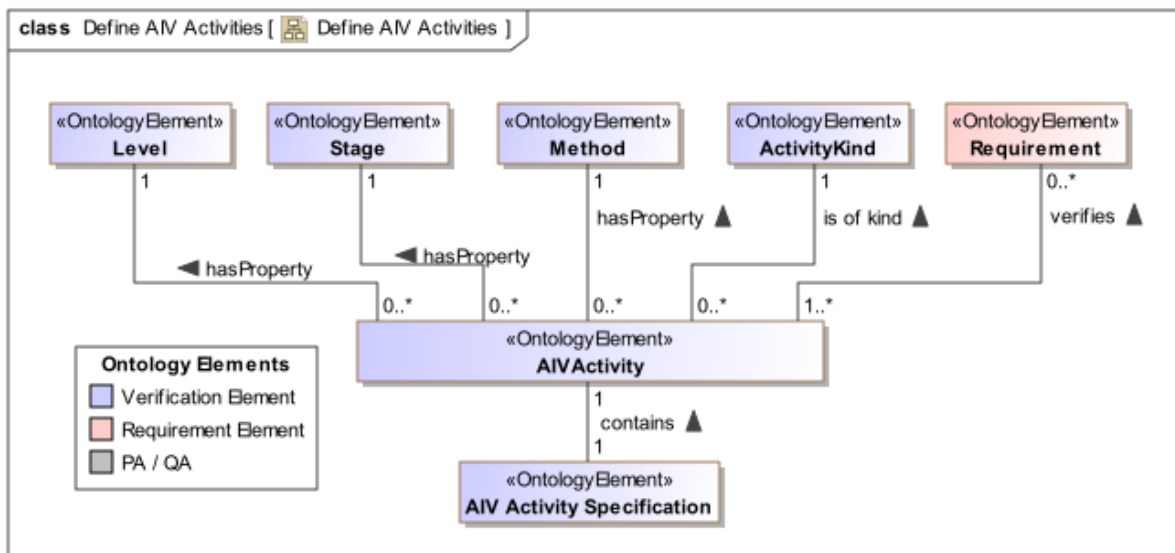 class Define AIV Activities [ Define AIV Activities ]
«OntologyElement»
Level
«OntologyElement»
Stage
«OntologyElement»
Method
«OntologyElement»
ActivityKind
«OntologyElement»
Requirement
1
1
1
1
0..*
hasProperty
is of kind
verifies
hasProperty
hasProperty
0..*
0..*
0..*
0..*
1..*
«OntologyElement»
AIVActivity
Ontology Elements
Verification Element
Requirement Element
PA / QA
1
contains
1
«OntologyElement»
AIV Activity Specification